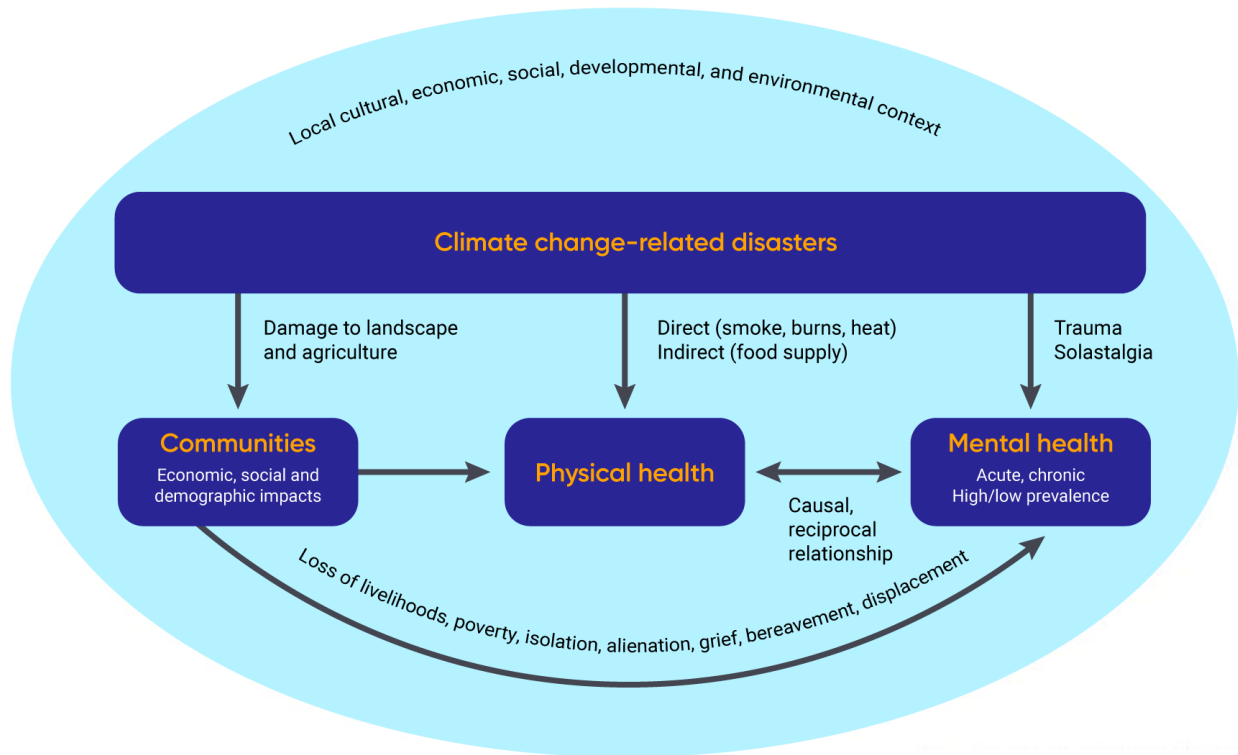 Local cultural, economic, social, developmental, and environmental context
Climate change-related disasters
Damage to landscape
and agriculture
Direct (smoke, burns, heat)
Indirect (food supply)
Trauma
Solastalgia
Communities
Economic, social and
demographic impacts
Physical health
Mental health
Acute, chronic
High/low prevalence
Causal,
reciprocal
relationship
Loss of livelihoods, poverty, isolation, alienation, grief, bereavement, displacement